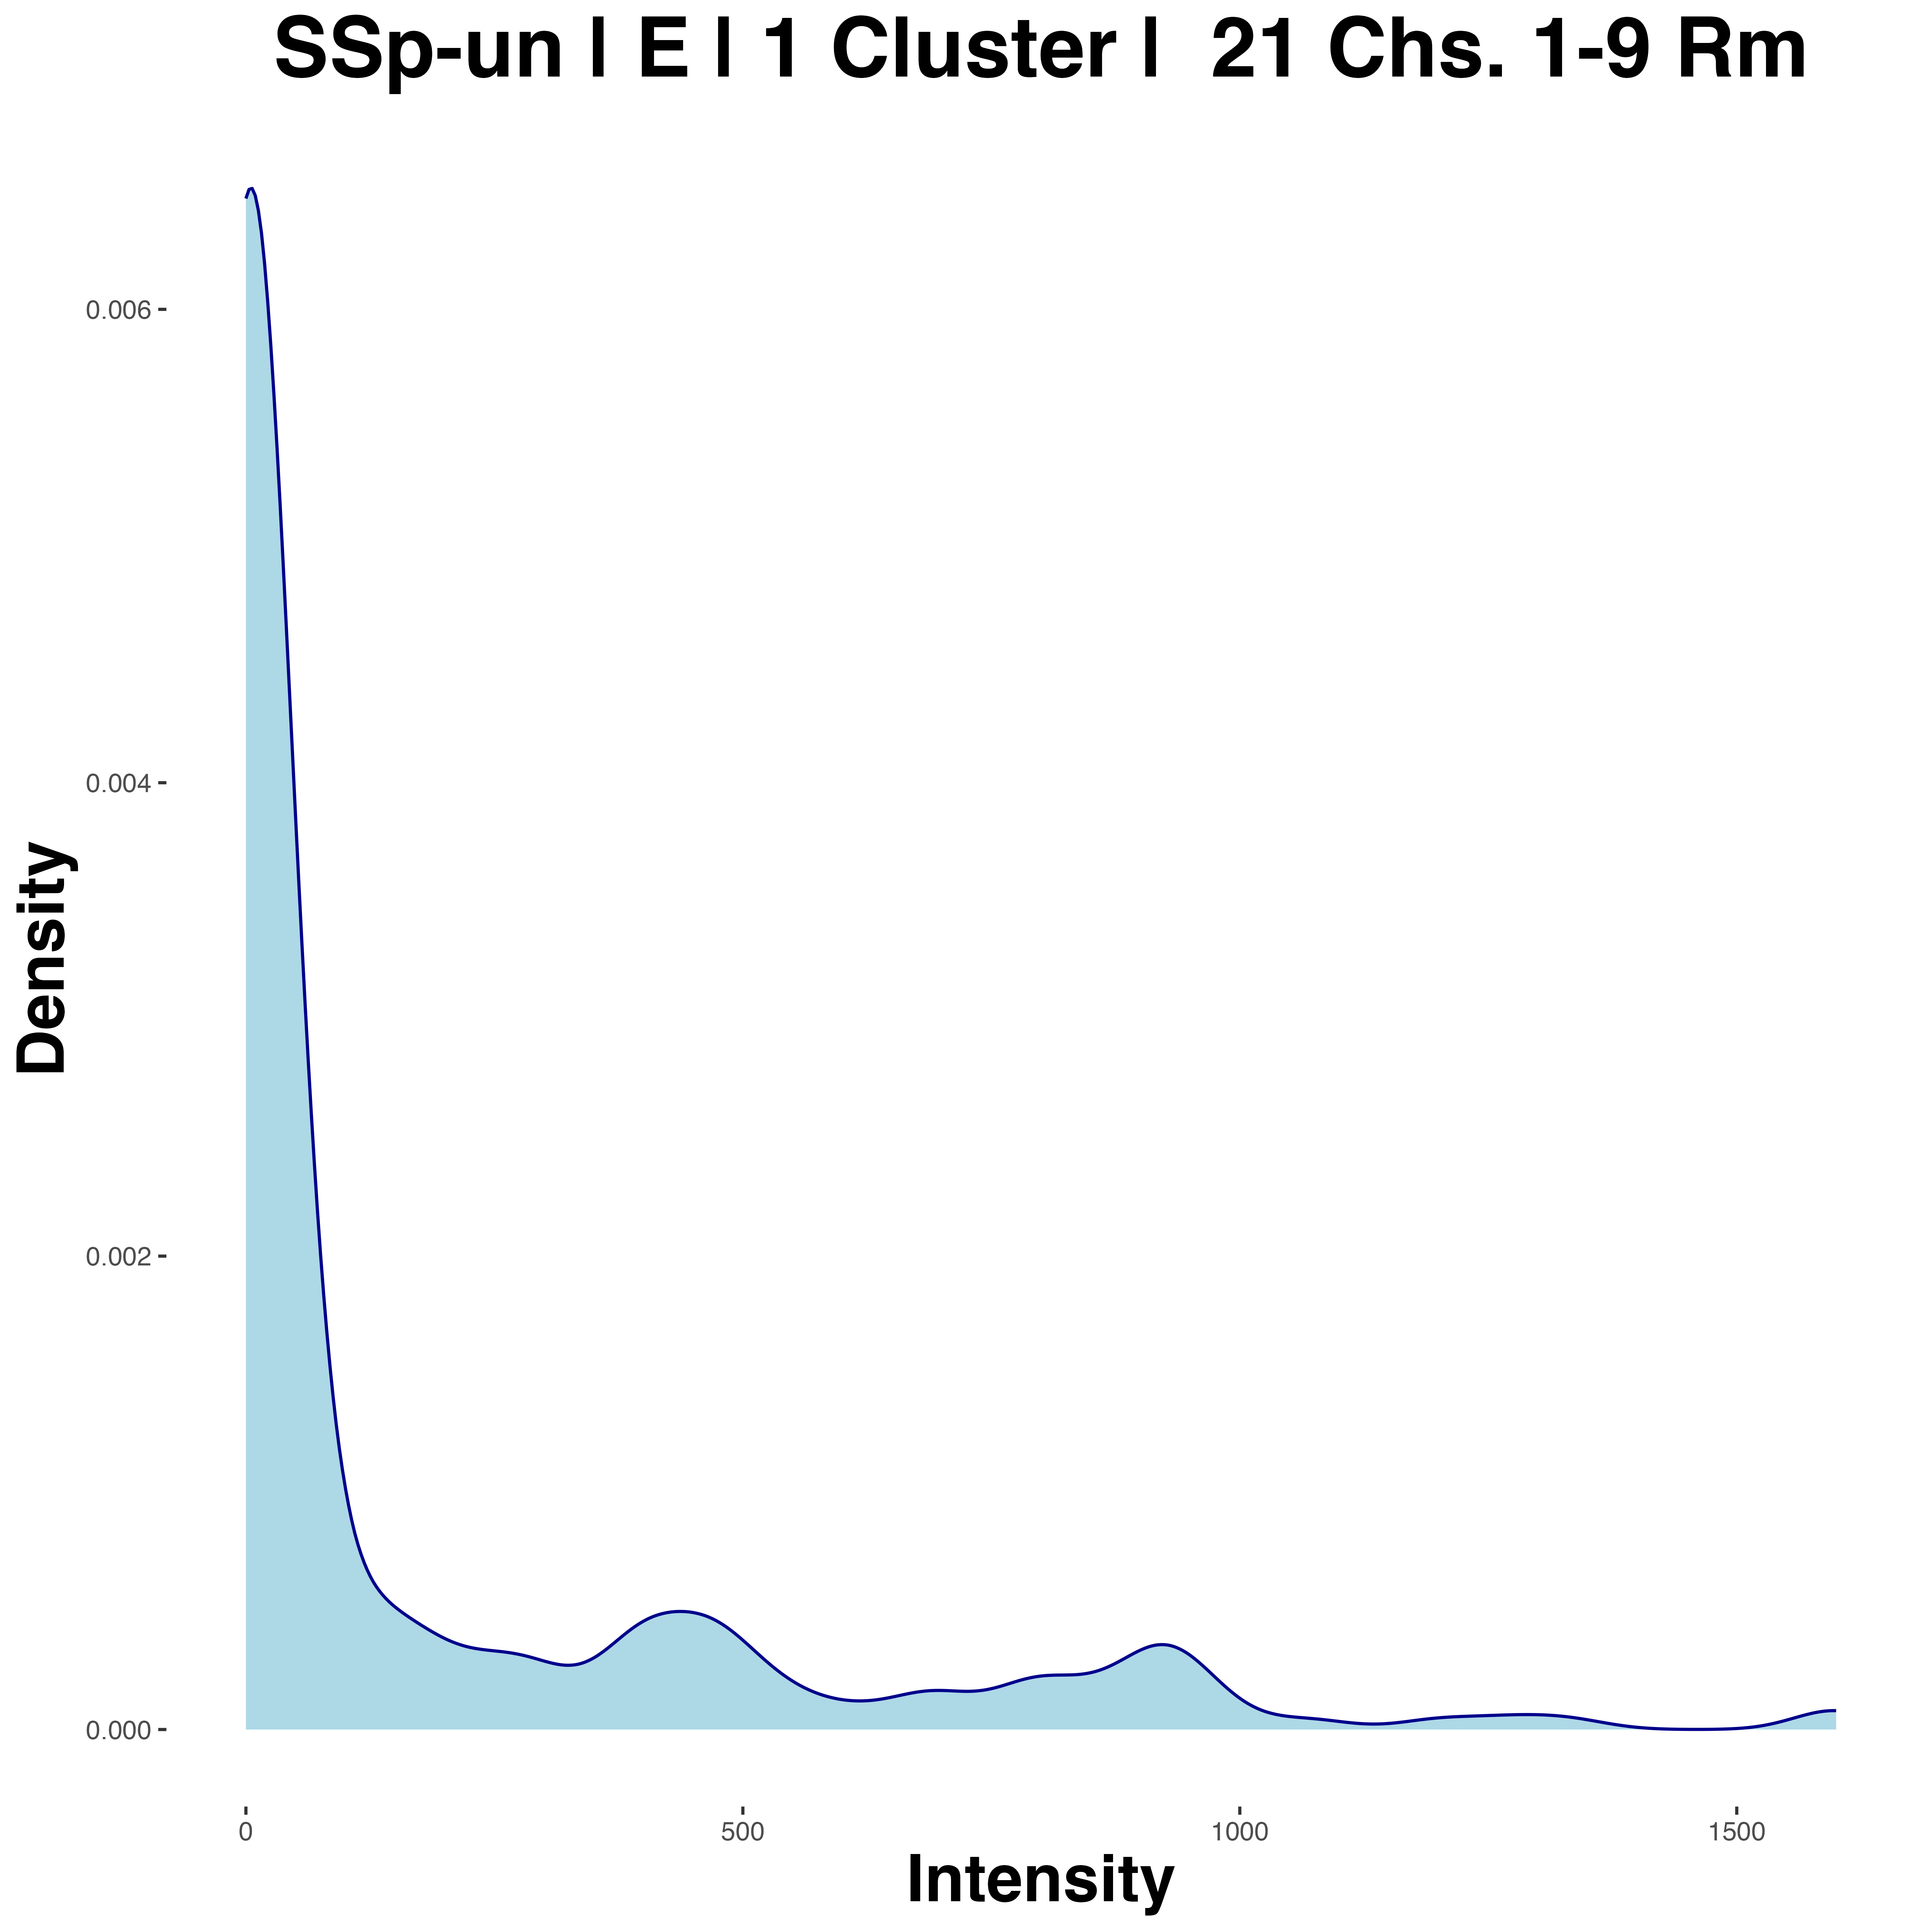 SSp-un | E | 1 Cluster |  21 Chs. 1-9 Rm
0.006
0.004
0.002
0.000
Density
0
500
1000
1500
Intensity